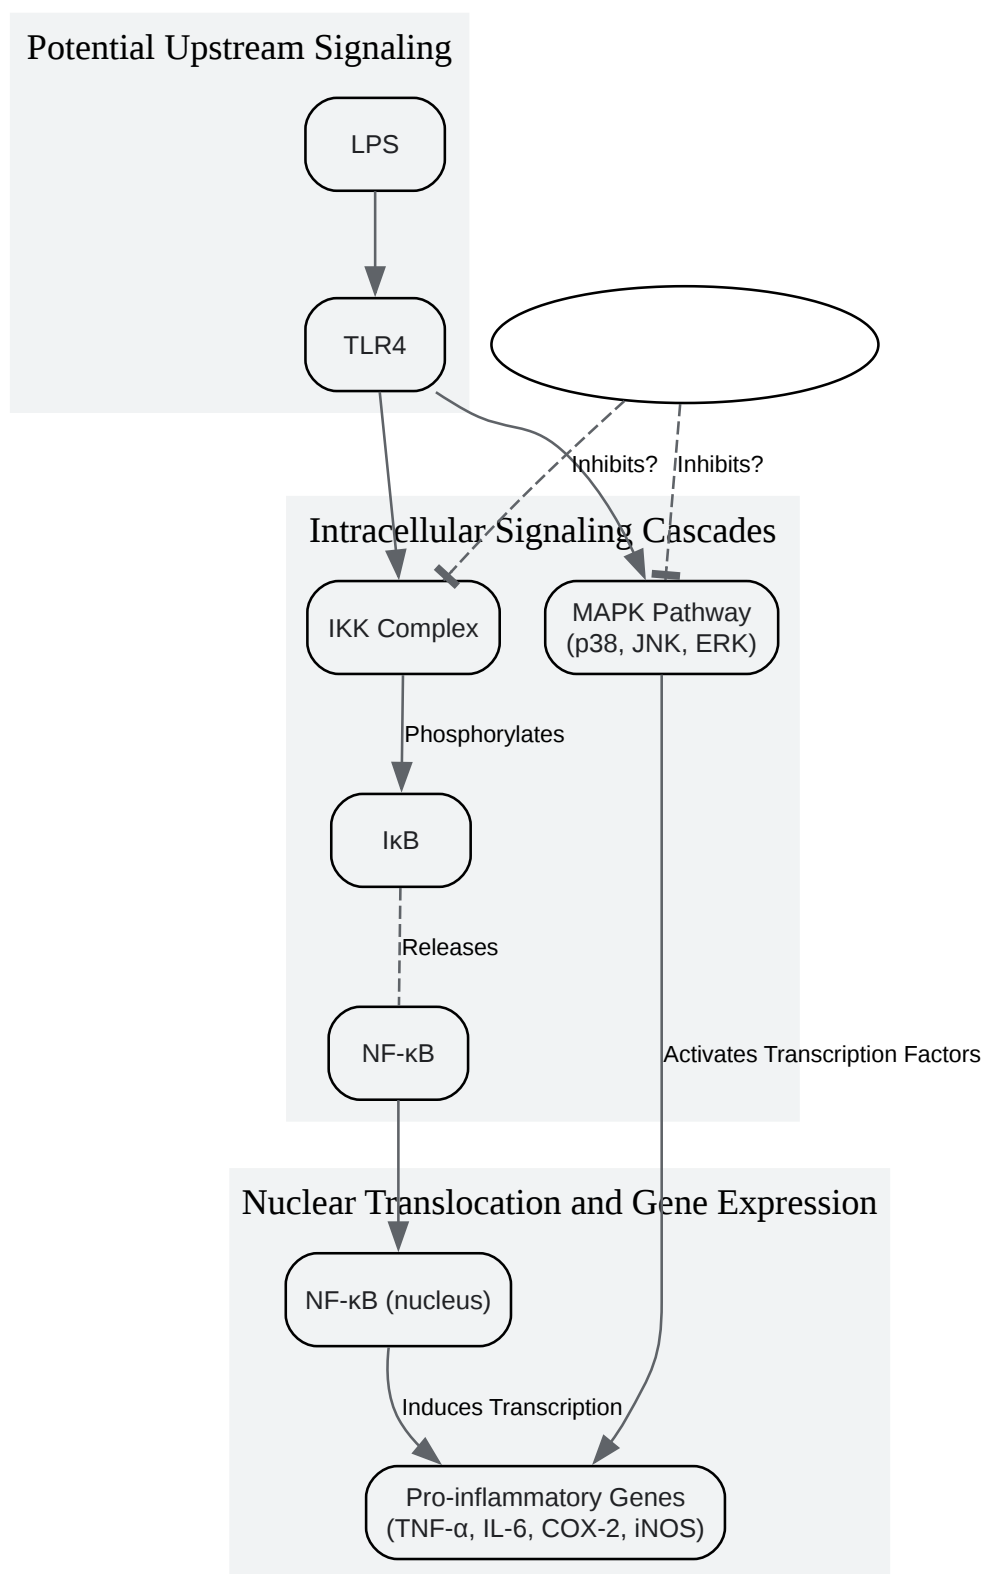 Potential Upstream Signaling
LPS
TLR4
Inhibits?
Inhibits?
Intracellular Signaling Cascades
IKK Complex
MAPK Pathway
(p38, JNK, ERK)
Phosphorylates
IκB
Releases
NF-κB
Activates Transcription Factors
Nuclear Translocation and Gene Expression
NF-κB (nucleus)
Induces Transcription
Pro-inflammatory Genes
(TNF-α, IL-6, COX-2, iNOS)